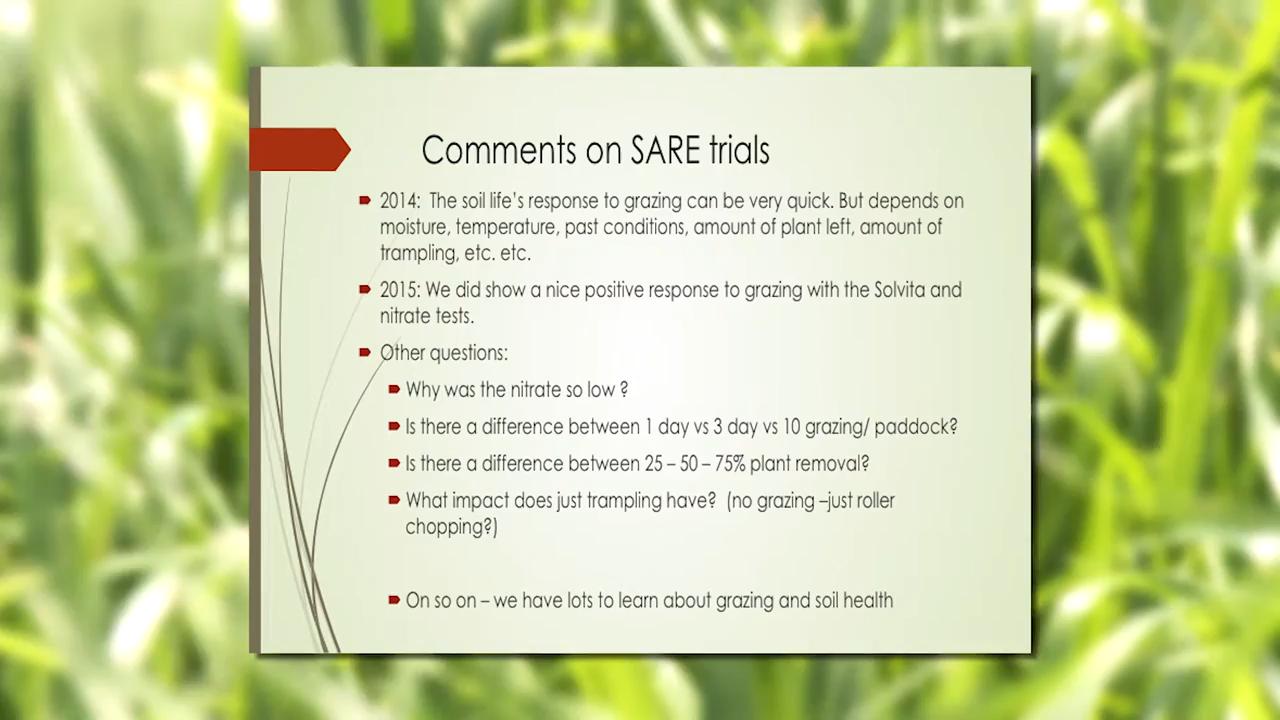 Comments on SARE trials
2014:  The soil life's response to grazing can be very quick. But depends on
moisture, temperature, past conditions, amount of plant left, amount of
trampling, etc. etc.
2015: We did show a nice positive response to grazing with the Solvita and
nitrate tests.
Other questions:
Why was the nitrate so low ?
Is there a difference between 1 day vs 3 day vs 10 grazing/ paddock?
Is there a difference between 25 – 50 – 75% plant removal?
What impact does just trampling have?  (no grazing –just roller
chopping?)
On so on – we have lots to learn about grazing and soil health